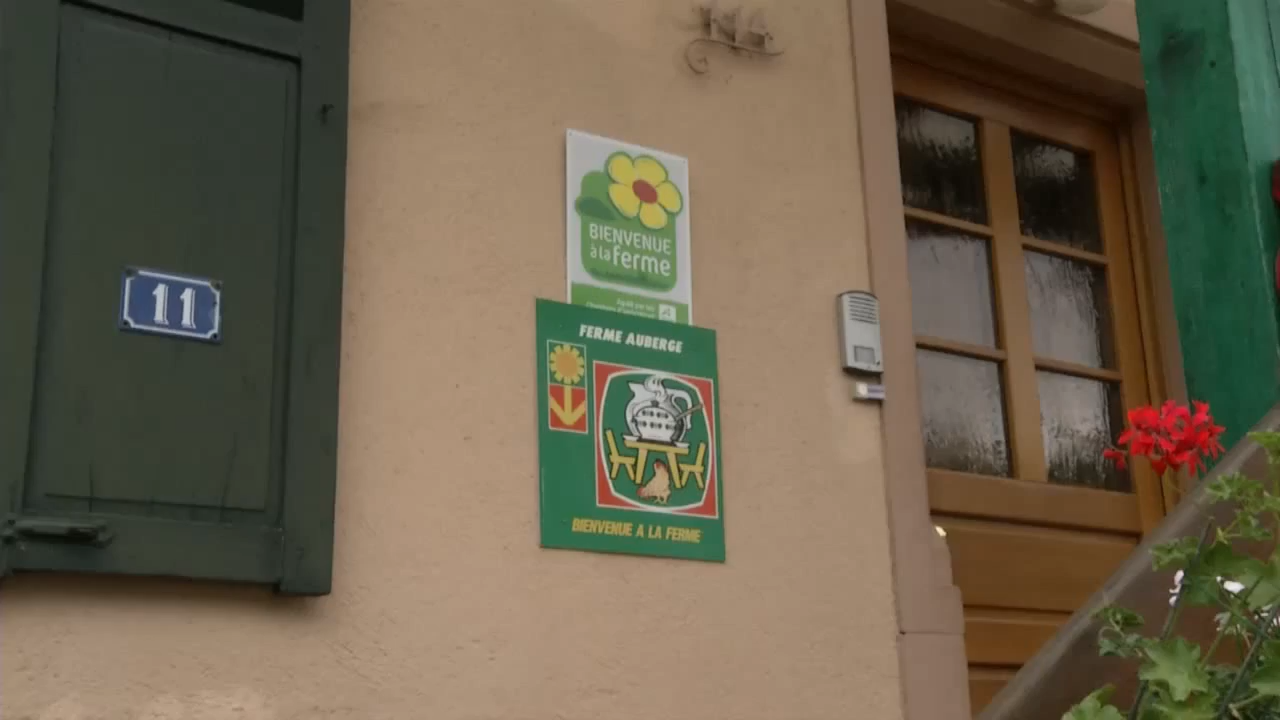 11
BIENVENUE
à la ferme
FERME AUBERGE
BIENVENUE A LA FERME